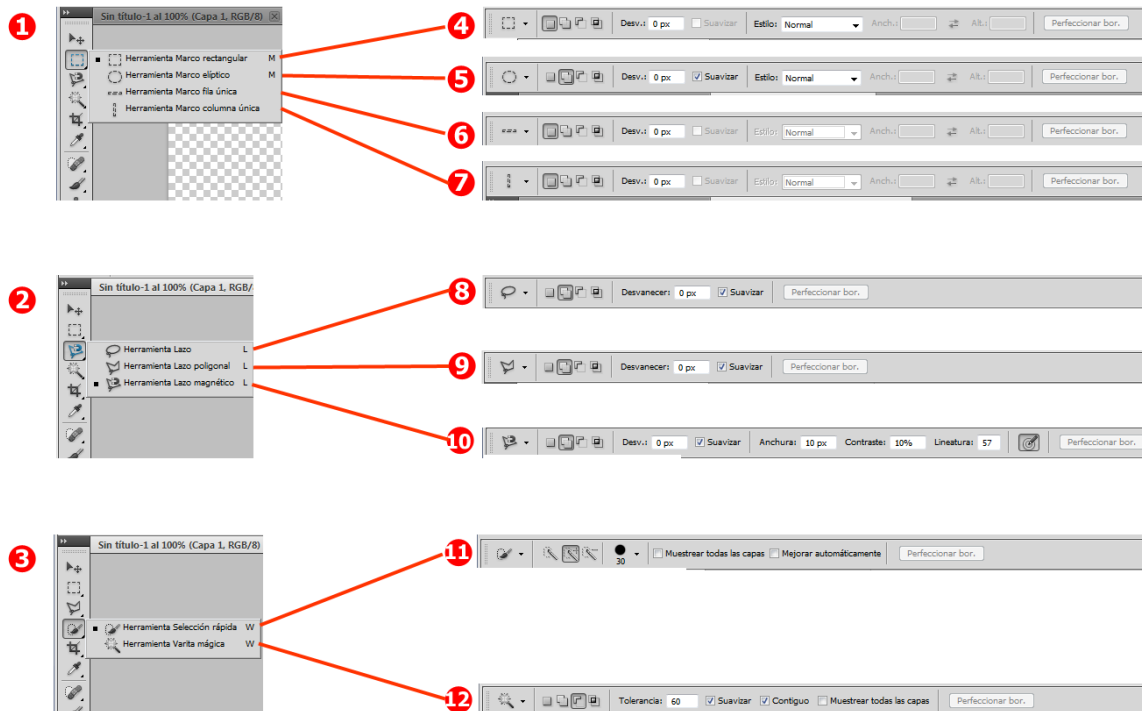 1
Sin título-1 al 100% (Capa 1, RGB/8)
Herramienta Marco rectangular M
Herramienta Marco elíptico M
Herramienta Marco fila única
Herramienta Marco columna única
4
Desv.: 0 px Suavizar Estilo: Normal Anch.: Alt.: Perfeccionar bor.
5
Desv.: 0 px Suavizar Estilo: Normal Anch.: Alt.: Perfeccionar bor.
6
Desv.: 0 px Suavizar Estilo: Normal Anch.: Alt.: Perfeccionar bor.
7
Desv.: 0 px Suavizar Estilo: Normal Anch.: Alt.: Perfeccionar bor.
2
Sin título-1 al 100% (Capa 1, RGB/
Herramienta Lazo L
Herramienta Lazo poligonal L
Herramienta Lazo magnético L
8
Desvanecer: 0 px Suavizar Perfeccionar bor.
9
Desvanecer: 0 px Suavizar Perfeccionar bor.
10
Desv.: 0 px Suavizar Anchura: 10 px Contraste: 10% Lineatura: 57 Perfeccionar bor.
3
Sin título-1 al 100% (Capa 1, RGB/8)
Herramienta Selección rápida W
Herramienta Varita mágica W
11
30 Muestrear todas las capas Mejorar automáticamente Perfeccionar bor.
12
Tolerancia: 60 Suavizar Contiguo Muestrear todas las capas Perfeccionar bor.